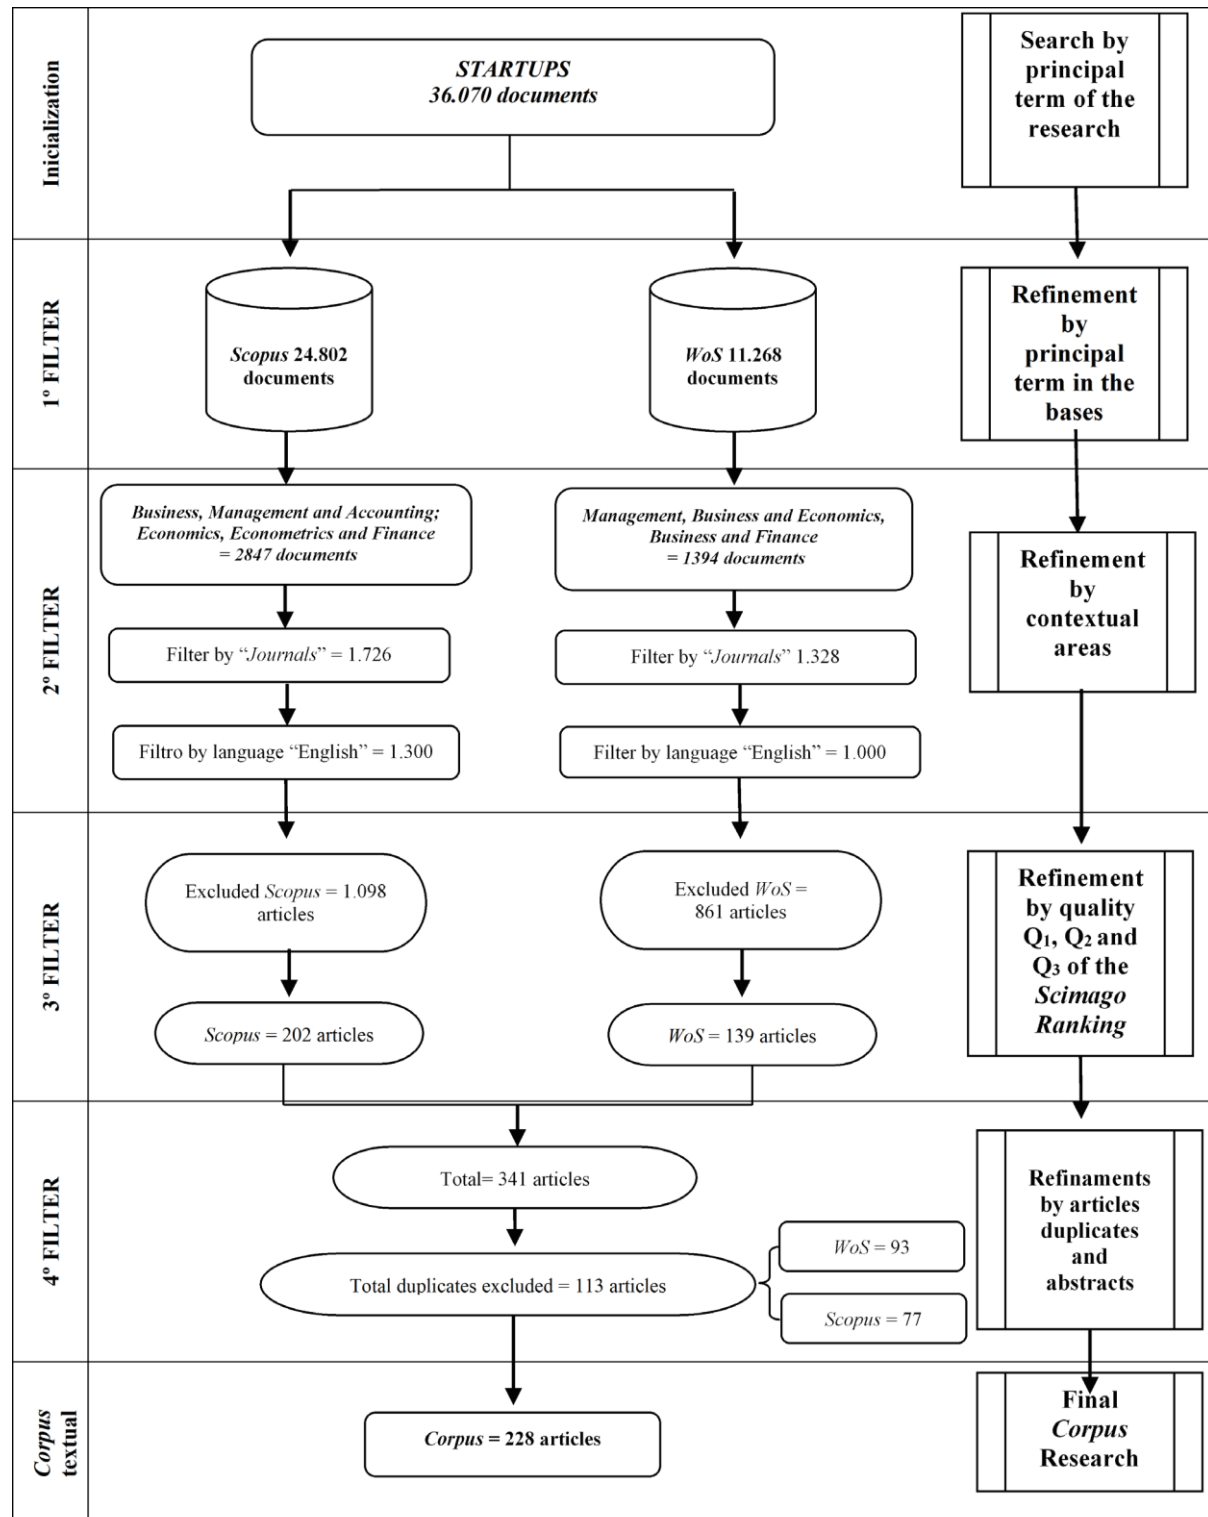 Inicialization
STARTUPS
36.070 documents
Search by
principal
term of the
research
1º FILTER
Scopus 24.802
documents
WoS 11.268
documents
Refinement
by
principal
term in the
bases
2º FILTER
Business, Management and Accounting;
Economics, Econometrics and Finance
= 2847 documents
Management, Business and Economics,
Business and Finance
= 1394 documents
Filter by “Journals” = 1.726
Filter by “Journals” 1.328
Filtro by language “English” = 1.300
Filter by language “English” = 1.000
Refinement
by
contextual
areas
3º FILTER
Excluded Scopus = 1.098
articles
Excluded WoS =
861 articles
Scopus = 202 articles
WoS = 139 articles
Refinement
by quality
Q1, Q2 and
Q3 of the
Scimago
Ranking
4º FILTER
Total= 341 articles
Total duplicates excluded = 113 articles
WoS = 93
Scopus = 77
Refinaments
by articles
duplicates
and
abstracts
Corpus
textual
Corpus = 228 articles
Final
Corpus
Research